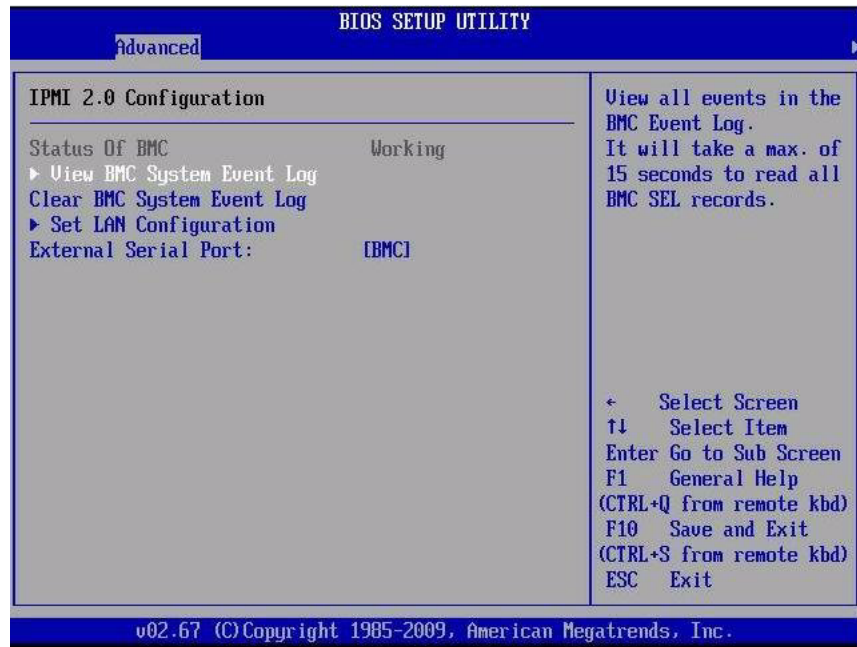 BIOS SETUP UTILITY
Advanced
IPMI 2.0 Configuration
Status Of BMC Working
▶ View BMC System Event Log
Clear BMC System Event Log
▶ Set LAN Configuration
External Serial Port: [BMC]
View all events in the
BMC Event Log.
It will take a max. of
15 seconds to read all
BMC SEL records.
← Select Screen
↑↓ Select Item
Enter Go to Sub Screen
F1 General Help
(CTRL+Q from remote kbd)
F10 Save and Exit
(CTRL+S from remote kbd)
ESC Exit
v02.67 (C)Copyright 1985-2009, American Megatrends, Inc.